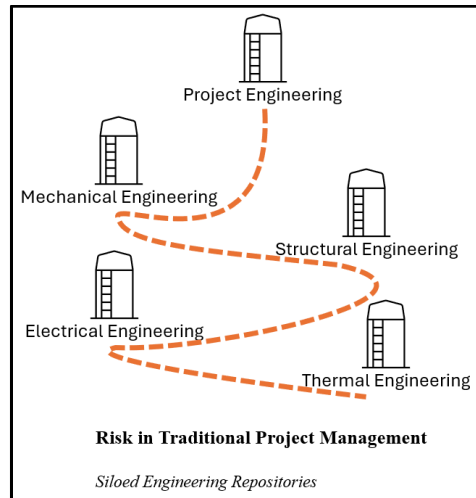 Project Engineering
Mechanical Engineering
Structural Engineering
Electrical Engineering
Thermal Engineering
Risk in Traditional Project Management
Siloed Engineering Repositories